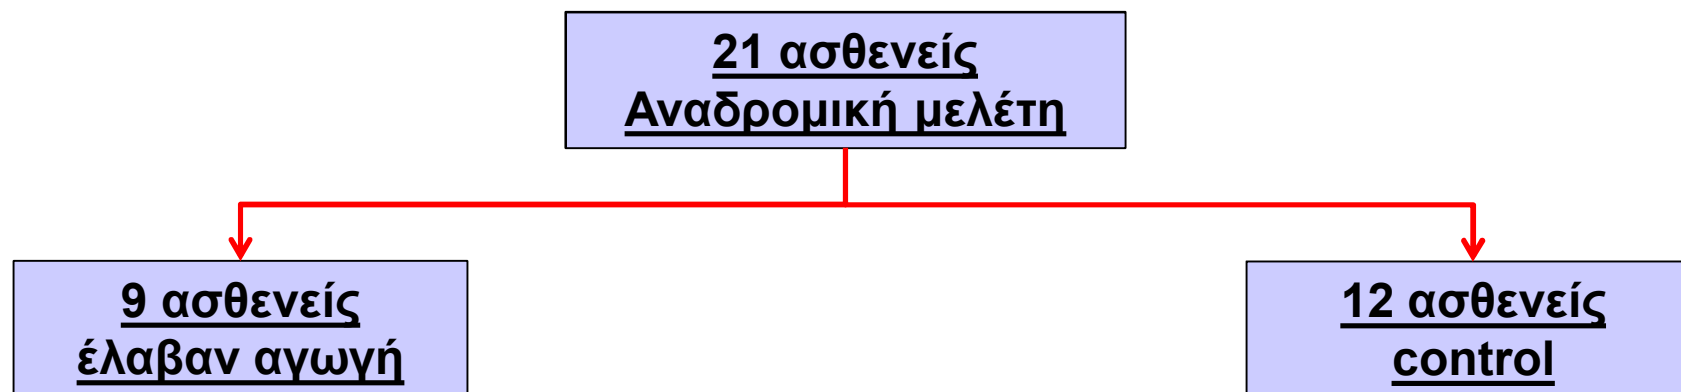 21 ασθενείς
Αναδρομική μελέτη
9 ασθενείς
έλαβαν αγωγή
12 ασθενείς
control